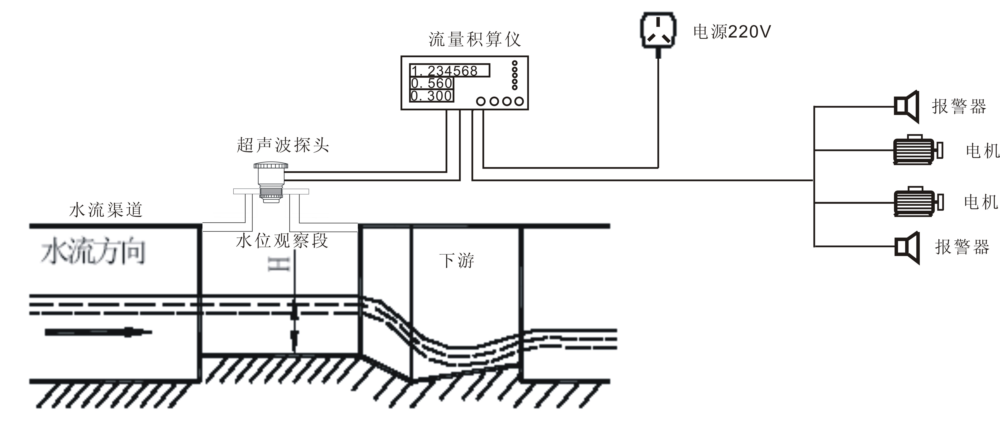 电源220V
流量积算仪
1. 234568
0. 560
0. 300
报警器
超声波探头
电机
水流渠道
电机
水位观察段
报警器
水流方向
下游
H